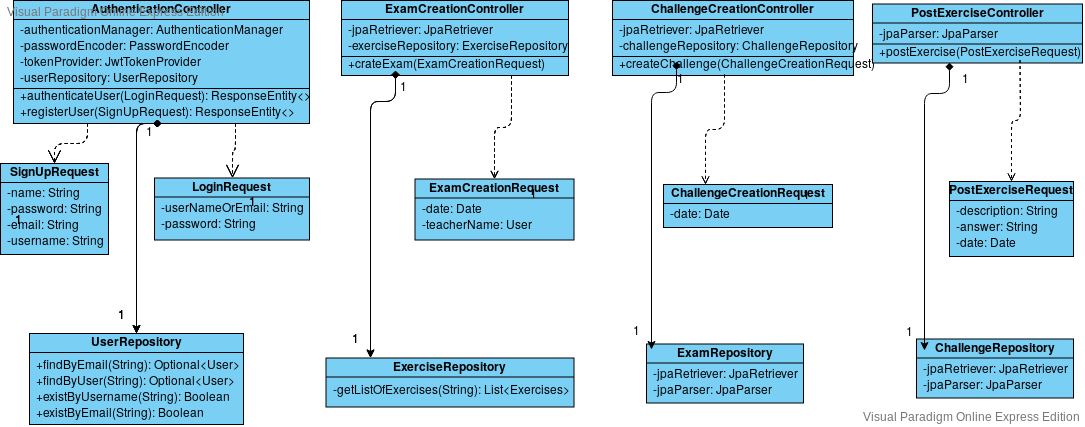 Visual Paradigm Online Express Edition
AuthenticationController
-authenticationManager: AuthenticationManager
-passwordEncoder: PasswordEncoder
-tokenProvider: JwtTokenProvider
-userRepository: UserRepository
+authenticateUser(LoginRequest): ResponseEntity<>
+registerUser(SignUpRequest): ResponseEntity<>
1
SignUpRequest
-name: String
-password: String
-email: String
-username: String
1
LoginRequest
-userNameOrEmail: String
-password: String
1
1
UserRepository
+findByEmail(String): Optional<User>
+findByUser(String): Optional<User>
+existByUsername(String): Boolean
+existByEmail(String): Boolean
ExamCreationController
-jpaRetriever: JpaRetriever
-exerciseRepository: ExerciseRepository
+crateExam(ExamCreationRequest)
1
ExamCreationRequest
-date: Date
-teacherName: User
1
1
ExerciseRepository
-getListOfExercises(String): List<Exercises>
ChallengeCreationController
-jpaRetriever: JpaRetriever
-challengeRepository: ChallengeRepository
+createChallenge(ChallengeCreationRequest)
1
ChallengeCreationRequest
-date: Date
1
1
ExamRepository
-jpaRetriever: JpaRetriever
-jpaParser: JpaParser
PostExerciseController
-jpaParser: JpaParser
+postExercise(PostExerciseRequest)
1
PostExerciseRequest
-description: String
-answer: String
-date: Date
1
1
ChallengeRepository
-jpaRetriever: JpaRetriever
-jpaParser: JpaParser
Visual Paradigm Online Express Edition